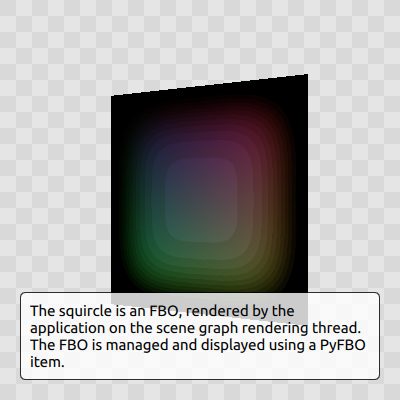 The squircle is an FBO, rendered by the
application on the scene graph rendering thread.
The FBO is managed and displayed using a PyFBO
item.